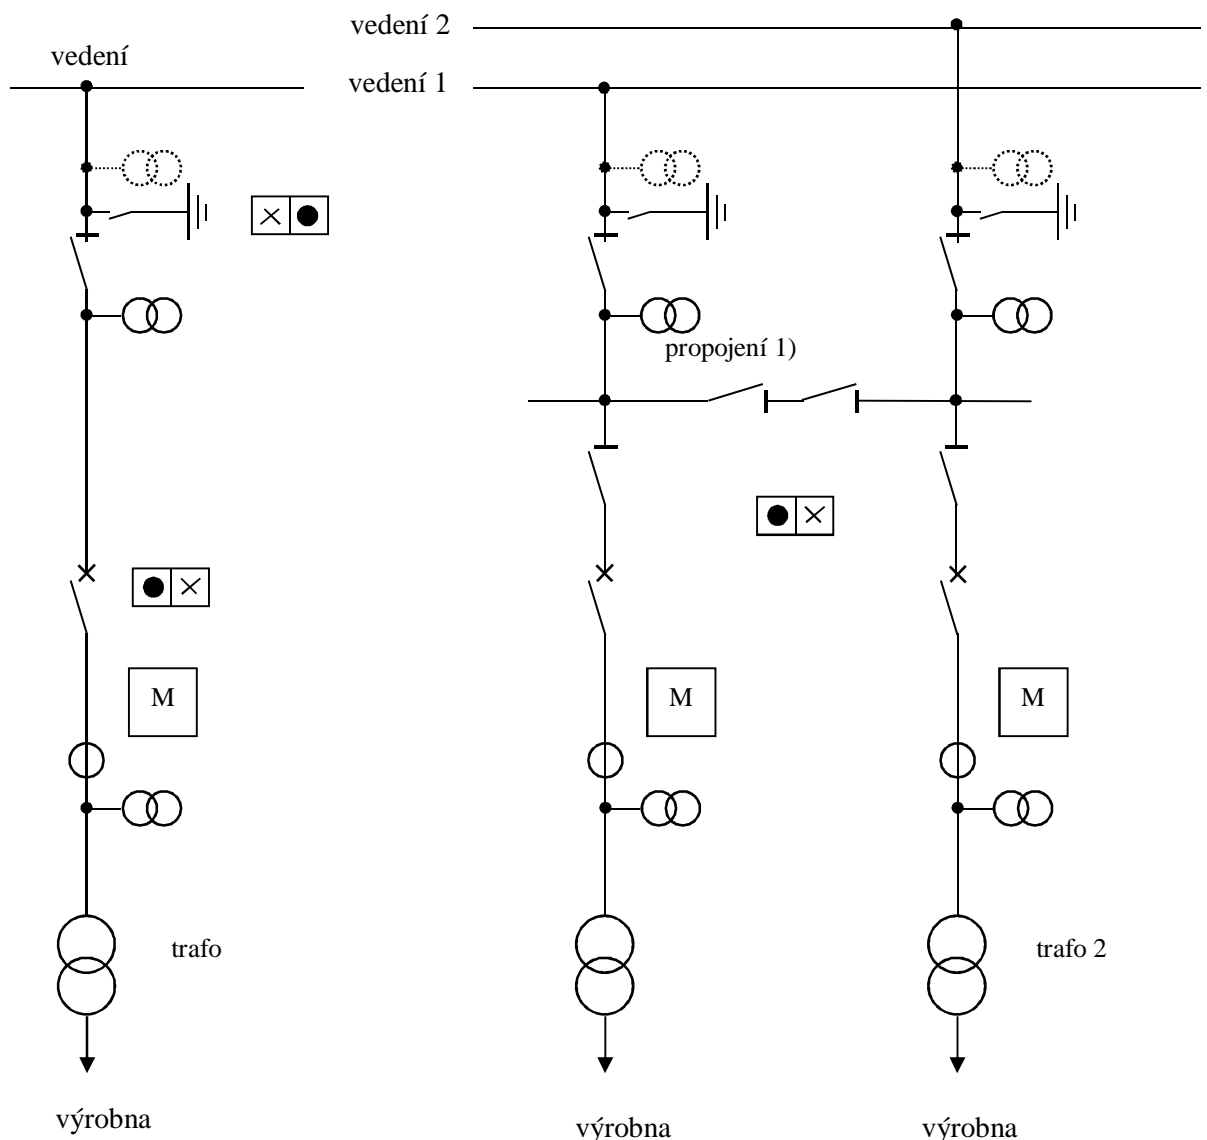 vedení 2
vedení
vedení 1
propojení 1)
M
M
M
trafo
trafo 2
výrobna
výrobna
výrobna